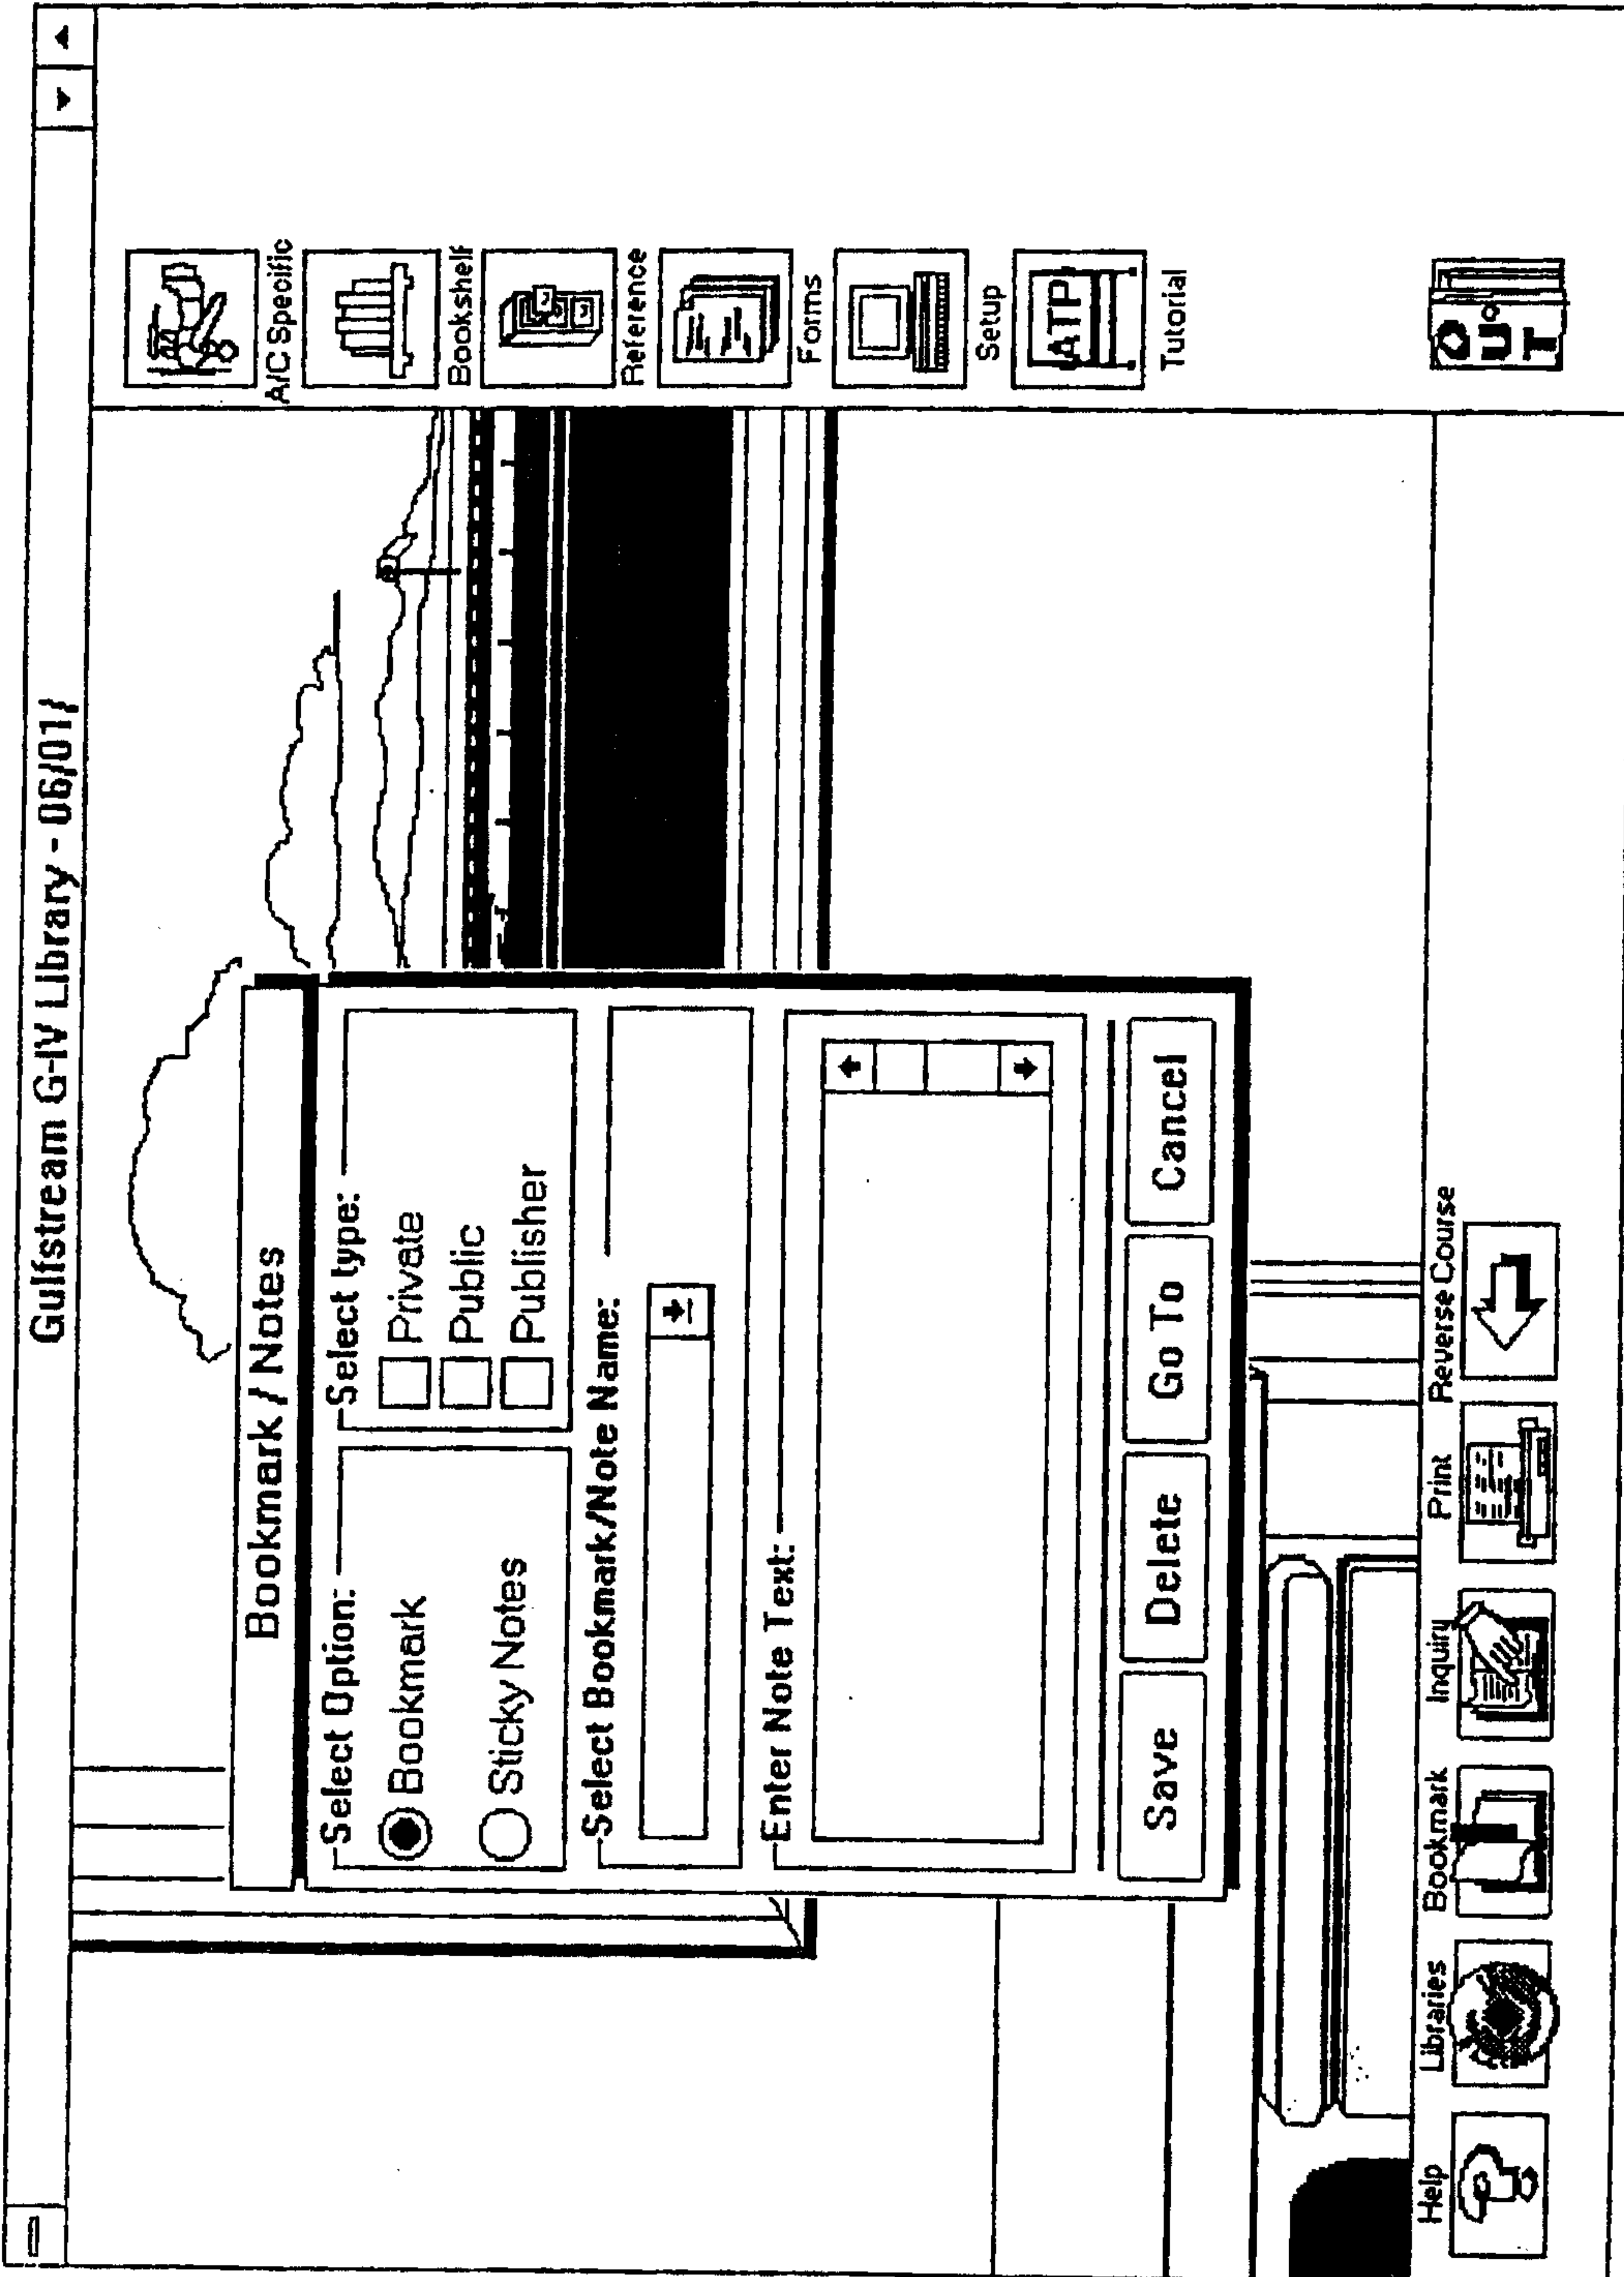 Gulfstream G-IV Library - 06/01/
Bookmark / Notes
Select Option:
Bookmark
Sticky Notes
Select type:
Private
Public
Publisher
Select Bookmark/Note Name:
Enter Note Text:
Save Delete Go To Cancel
A/C Specific
Bookshelf
Reference
Forms
Setup
ATP
Tutorial
Help Libraries Bookmark Inquiry Print Reverse Course
OUT